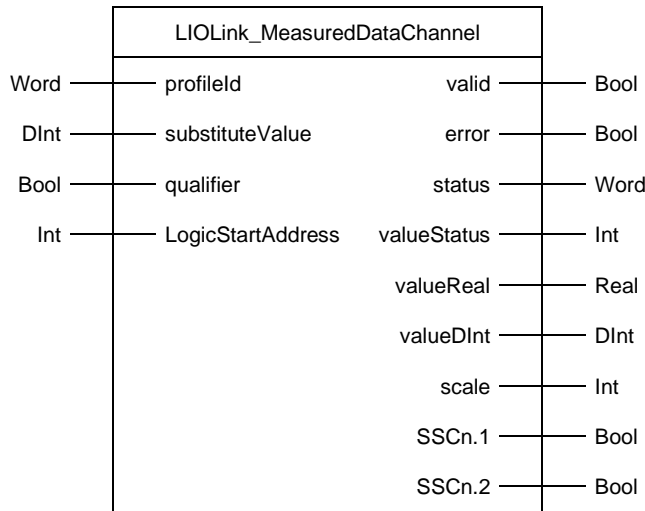 LIOLink_MeasuredDataChannel
Word profileId valid Bool
DInt substituteValue error Bool
Bool qualifier status Word
Int LogicStartAddress valueStatus Int
valueReal Real
valueDInt DInt
scale Int
SSCn.1 Bool
SSCn.2 Bool